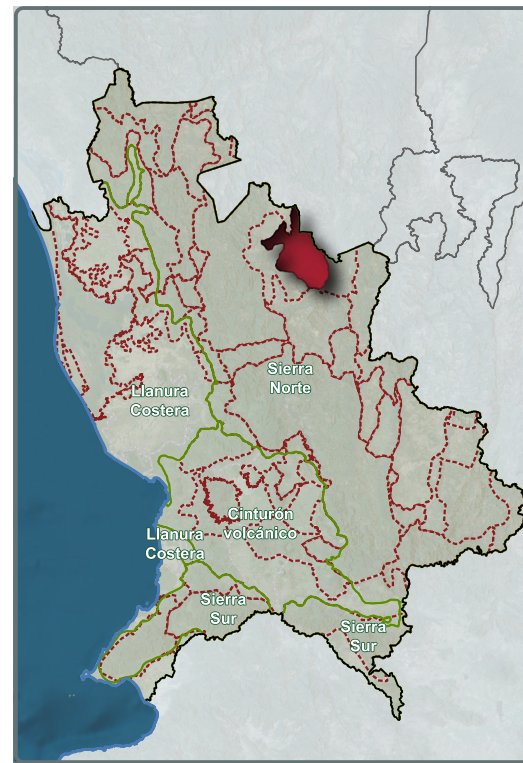 Sierra
Norte
Llanura
Costera
Cinturón
volcánico
Llanura
Costera
Sierra
Sur
Sierra
Sur